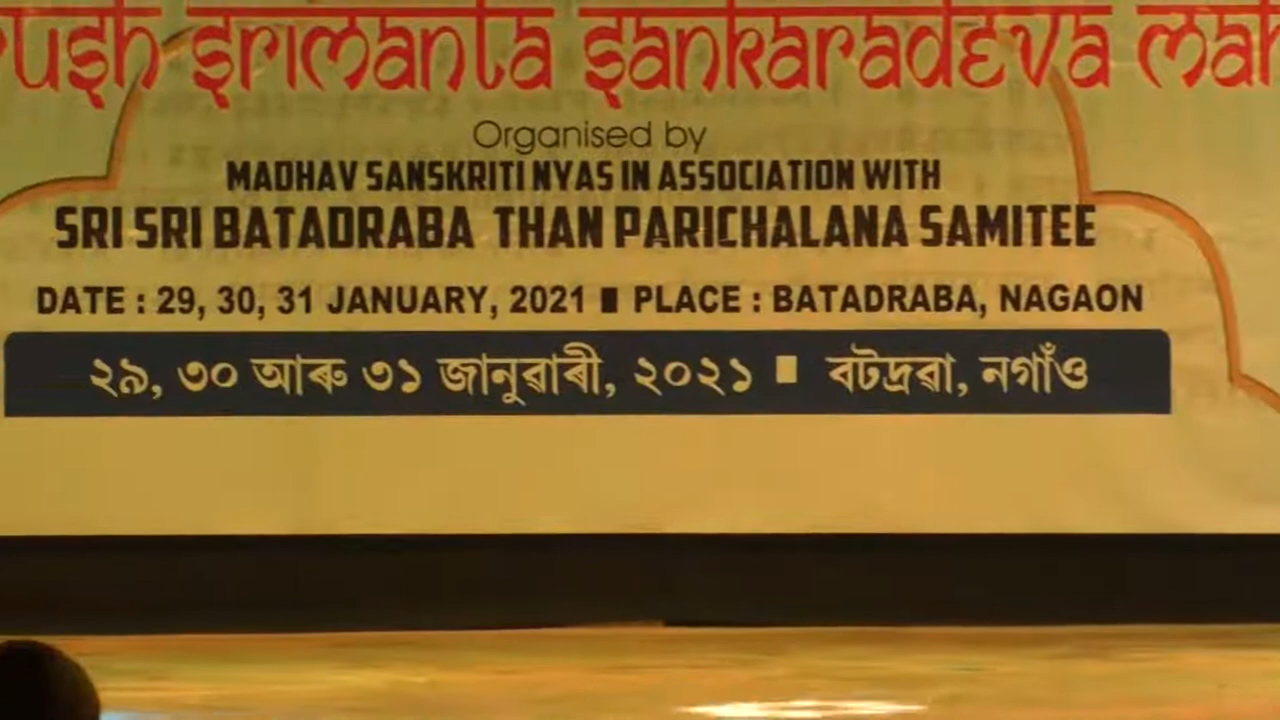 srimanta sankaradeva
Organised by
MADHAV SANSKRITI NYAS IN ASSOCIATION WITH
SRI SRI BATADRABA THAN PARICHALANA SAMITEE
DATE : 29, 30, 31 JANUARY, 2021 ■ PLACE : BATADRABA, NAGAON
২৯, ৩০ আৰু ৩১ জানুৱাৰী, ২০২১ ■ বটদ্ৰৱা, নগাঁও